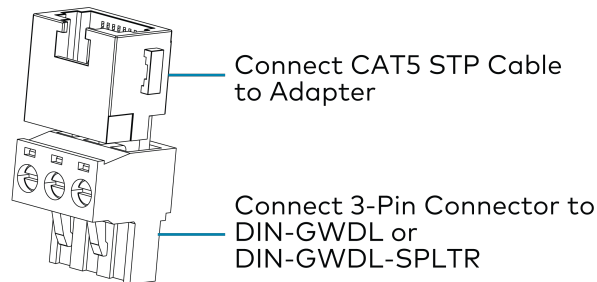 Connect CAT5 STP Cable
to Adapter
Connect 3-Pin Connector to
DIN-GWDL or
DIN-GWDL-SPLTR